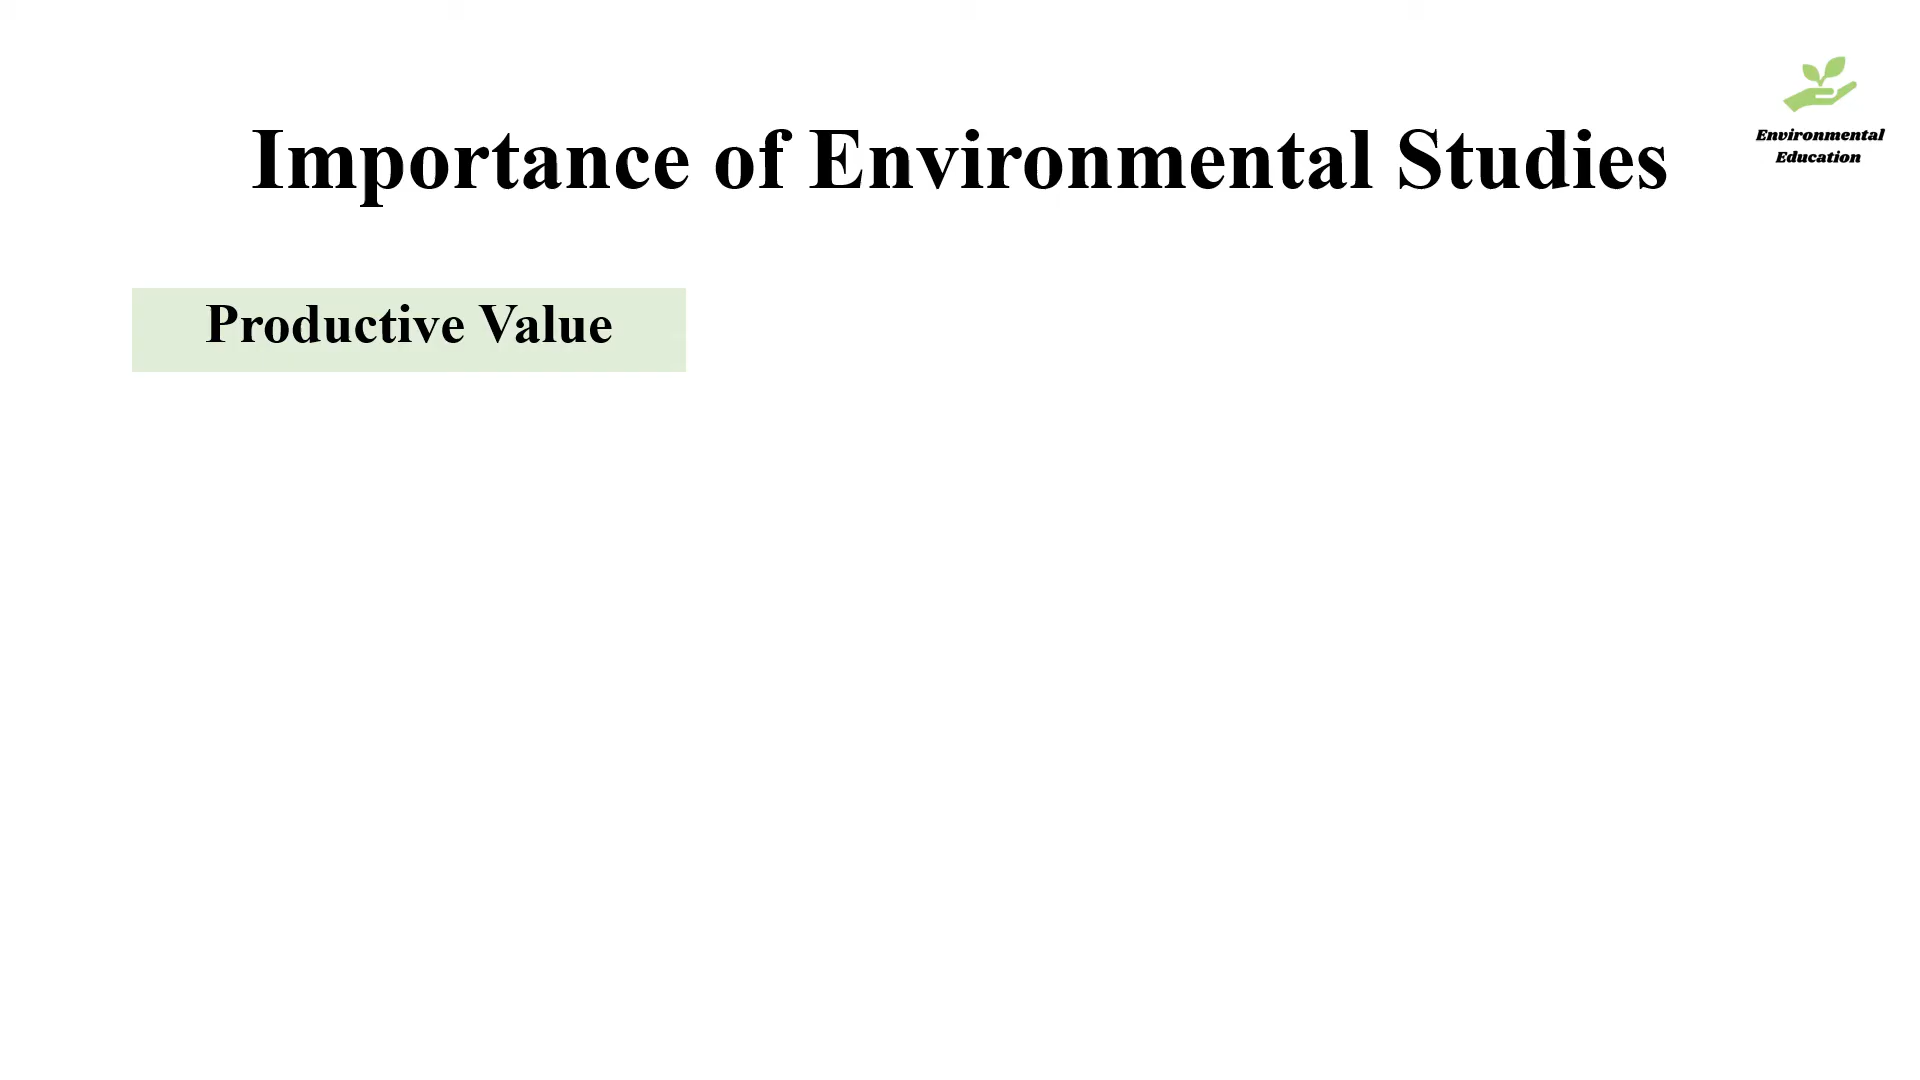 Importance of Environmental Studies
Environmental
Education
Productive Value